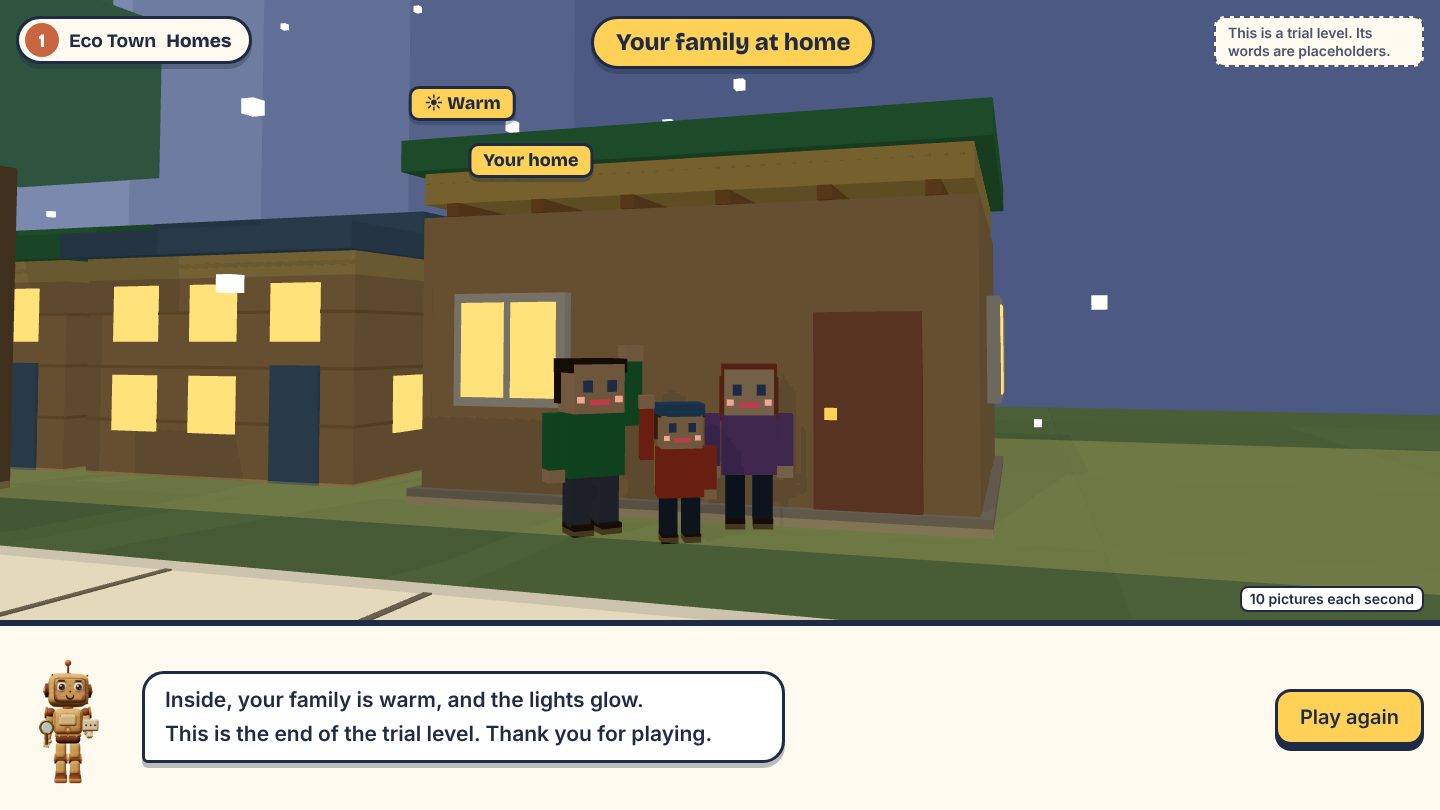 1 Eco Town Homes
Your family at home
This is a trial level. Its
words are placeholders.
☀ Warm
Your home
10 pictures each second
Inside, your family is warm, and the lights glow.
This is the end of the trial level. Thank you for playing.
Play again